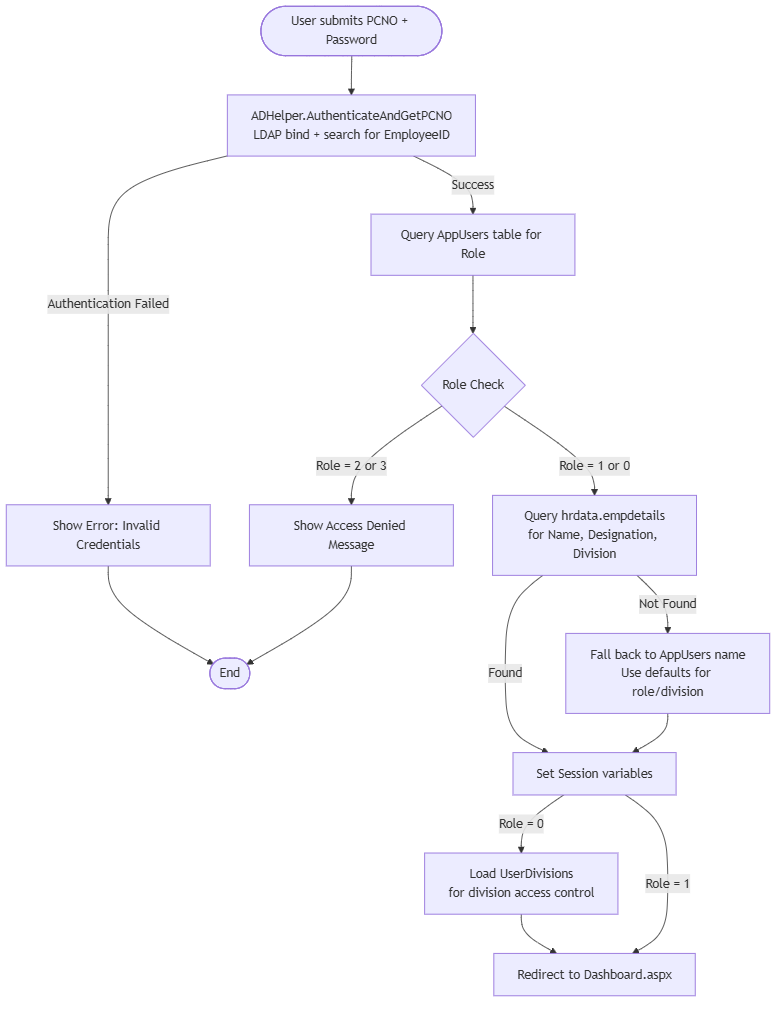 User submits PCNO +
Password
ADHelper.AuthenticateAndGetPCNO
LDAP bind + search for EmployeeID
Success
Query AppUsers table for
Role
Authentication Failed
Role Check
Role = 2 or 3
Role = 1 or 0
Show Error: Invalid
Credentials
Show Access Denied
Message
Query hrdata.empdetails
for Name, Designation,
Division
Not Found
End
Found
Fall back to AppUsers name
Use defaults for
role/division
Set Session variables
Role = 0
Load UserDivisions
for division access control
Role = 1
Redirect to Dashboard.aspx